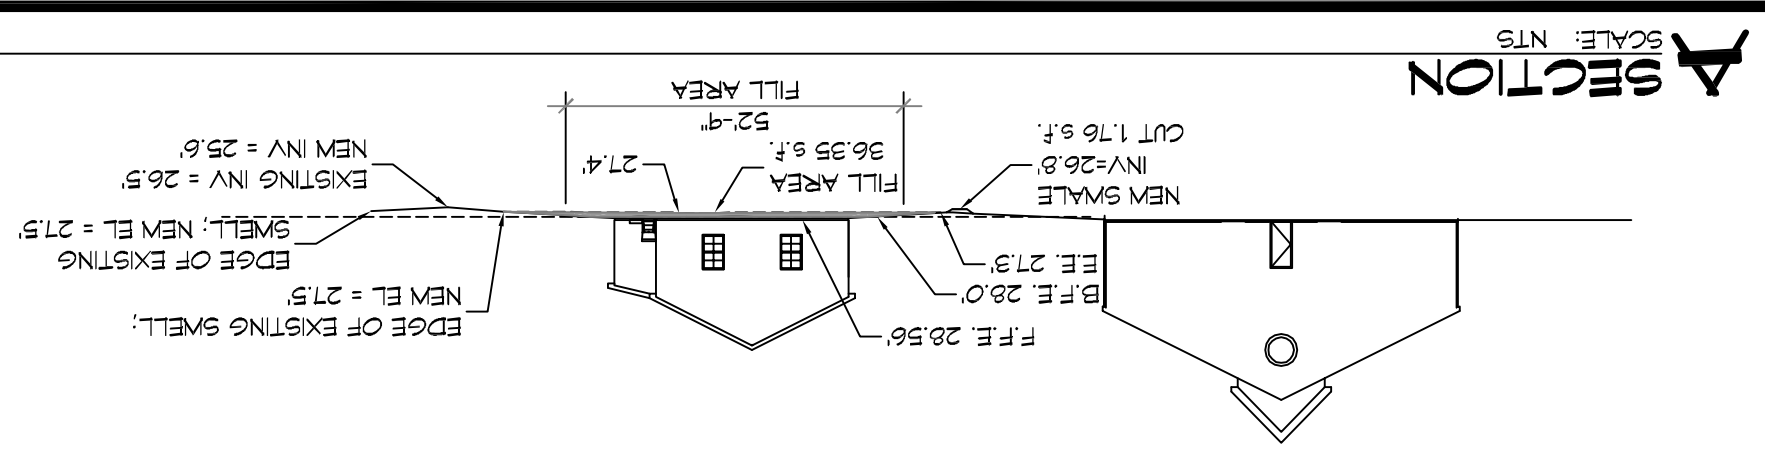 F.F.E. 28.56'
B.F.E. 28.0'
E.E. 27.3'
EDGE OF EXISTING SWELL;
NEW EL = 27.5'
EDGE OF EXISTING
SWELL; NEW EL = 27.5'
NEW SWALE
INV=26.8'
CUT 1.76 s.f.
FILL AREA
36.35 s.f.
27.4'
EXISTING INV = 26.5'
NEW INV = 25.6'
52'-9"
FILL AREA
A SECTION
SCALE: NTS